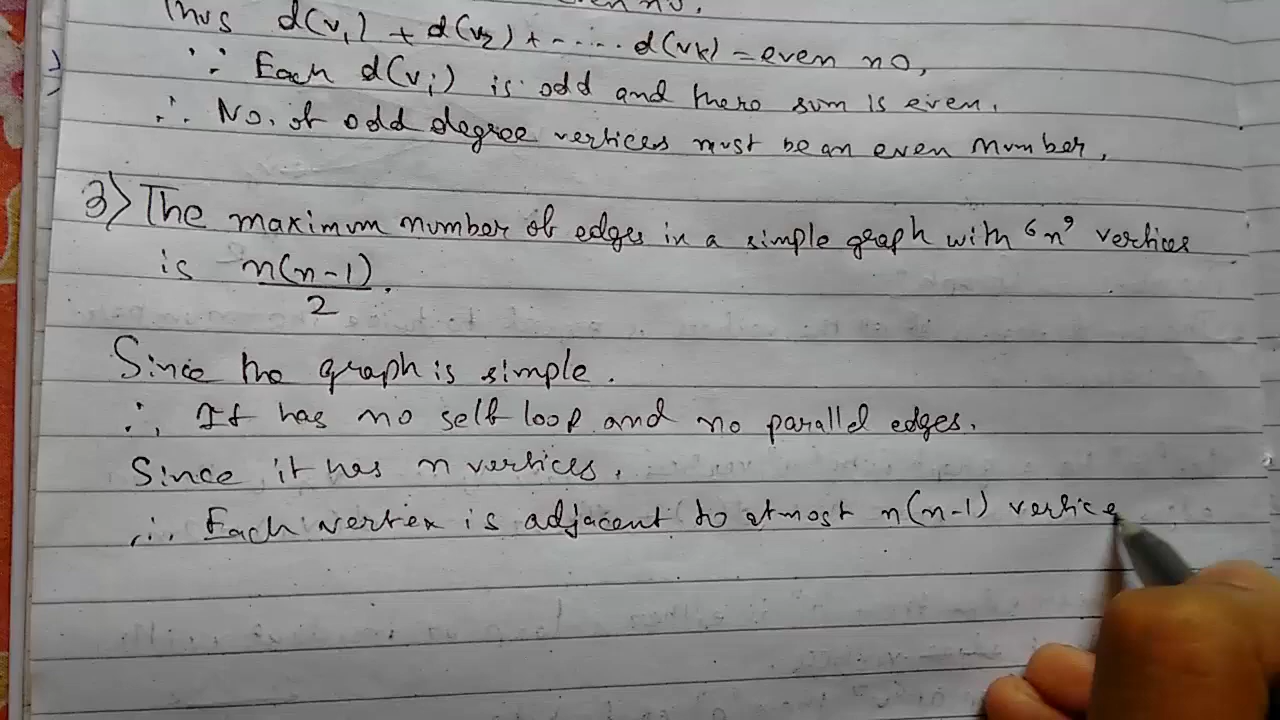 even no.
Thus d(v₁) + d(v₂) + ..... d(vₖ) = even no,
∵ Each d(vᵢ) is odd and there sum is even.
∴ No. of odd degree vertices must be an even number.
3) The maximum number of edges in a simple graph with 'n' vertices
is n(n-1)/2.
Since the graph is simple.
∴ It has no self loop and no parallel edges.
Since it has n vertices.
∴ Each vertex is adjacent to atmost n(n-1) vertice